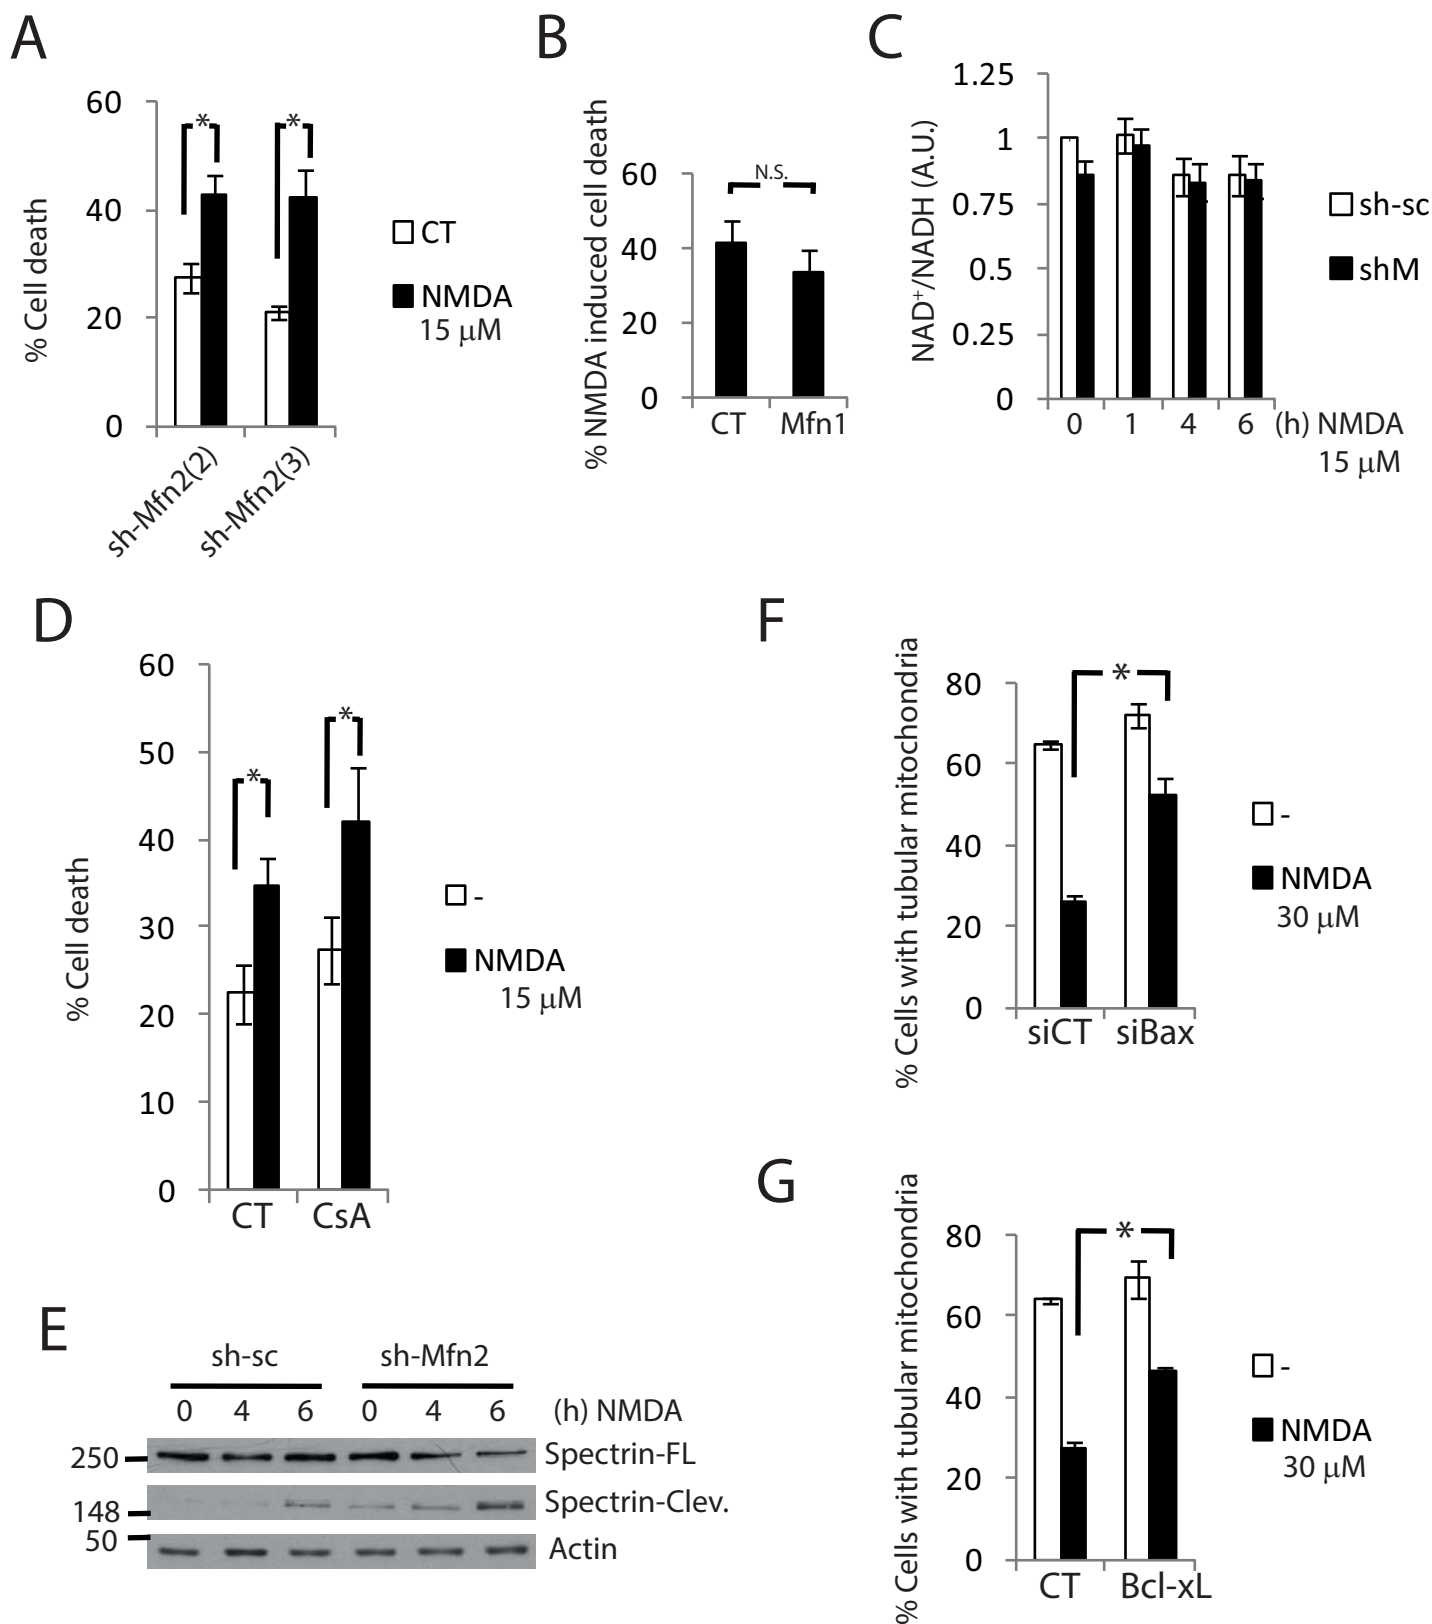 A
% Cell death
60
40
20
0
*
*
sh-Mfn2(2)
sh-Mfn2(3)
CT
NMDA
15 μM
B
% NMDA induced cell death
60
40
20
0
N.S.
CT Mfn1
C
NAD+/NADH (A.U.)
1.25
1
0.75
0.5
0.25
0
0 1 4 6 (h) NMDA
15 μM
sh-sc
shM
D
% Cell death
60
50
40
30
20
10
0
*
*
CT CsA
-
NMDA
15 μM
E
sh-sc sh-Mfn2
0 4 6 0 4 6 (h) NMDA
250 Spectrin-FL
148 Spectrin-Clev.
50 Actin
F
% Cells with tubular mitochondria
80
60
40
20
0
*
siCT siBax
-
NMDA
30 μM
G
% Cells with tubular mitochondria
80
60
40
20
0
*
CT Bcl-xL
-
NMDA
30 μM